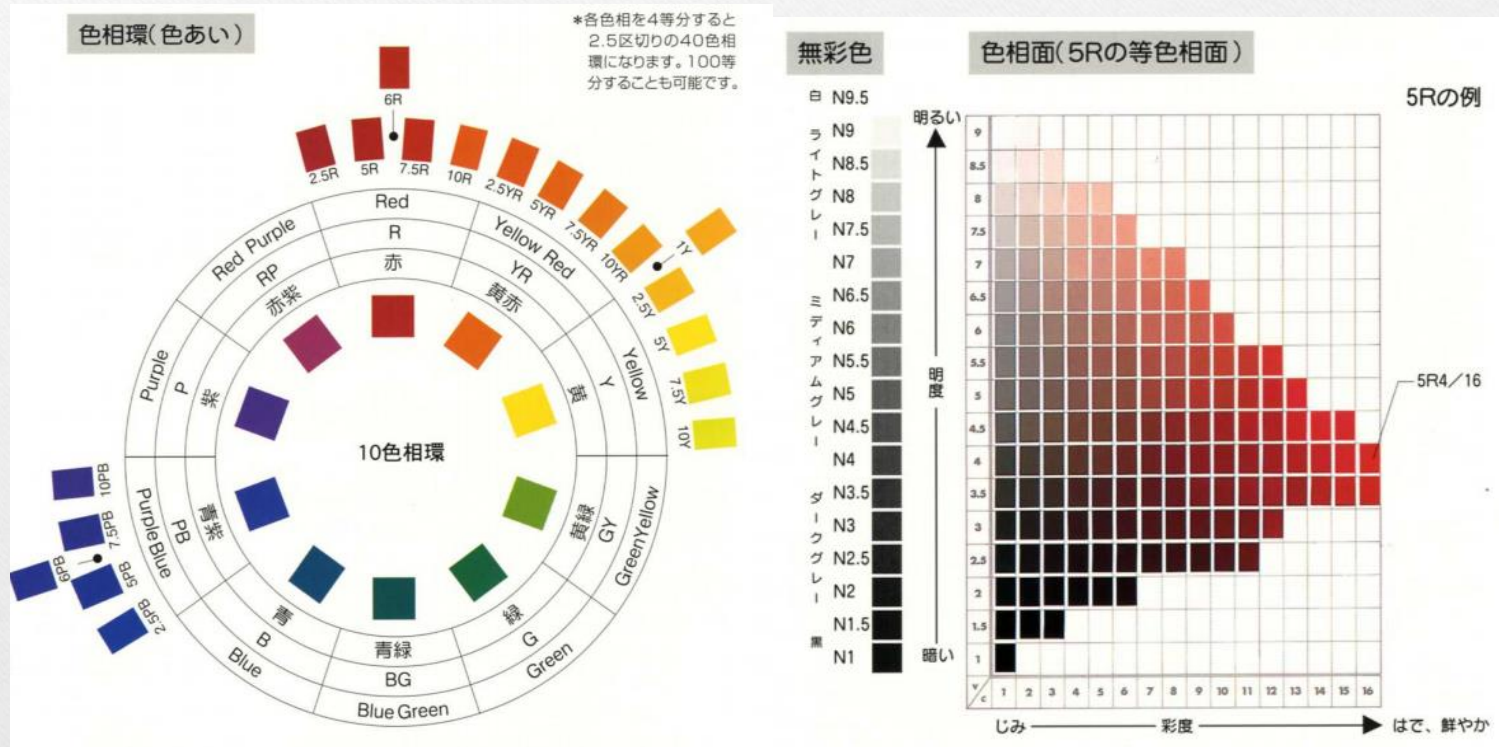 色相環(色あい)
*各色相を4等分すると
2.5区切りの40色相
環になります。100等
分することも可能です。
6R
2.5R
5R
7.5R
10R
2.5YR
5YR
7.5YR
10YR
1Y
2.5Y
5Y
7.5Y
10Y
Red
R
赤
Yellow Red
YR
黄赤
Yellow
Y
黄
GreenYellow
GY
黄緑
Green
G
緑
Blue Green
BG
青緑
Blue
B
青
PurpleBlue
PB
青紫
Purple
P
紫
Red Purple
RP
赤紫
10色相環
10PB
7.5PB
6PB
5PB
2.5PB
無彩色
白
ライトグレー
ミディアムグレー
ダークグレー
黒
N9.5
N9
N8.5
N8
N7.5
N7
N6.5
N6
N5.5
N5
N4.5
N4
N3.5
N3
N2.5
N2
N1.5
N1
色相面(5Rの等色相面)
5Rの例
明るい
明度
暗い
9
8.5
8
7.5
7
6.5
6
5.5
5
4.5
4
3.5
3
2.5
2
1.5
1
5R4/16
V
C
1 2 3 4 5 6 7 8 9 10 11 12 13 14 15 16
じみ
彩度
はで、鮮やか